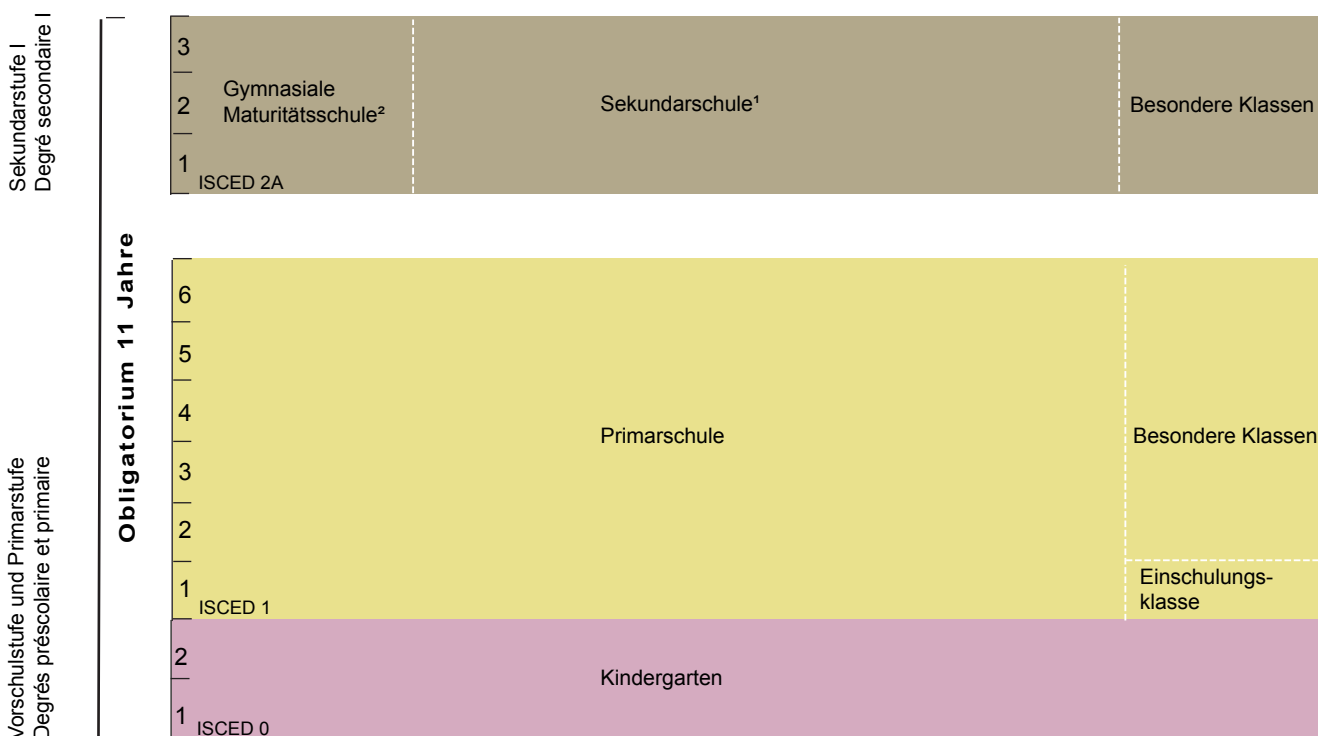 Sekundarstufe I
Degré secondaire I
3
2
1
Gymnasiale
Maturitätsschule²
ISCED 2A
Sekundarschule¹
Besondere Klassen
Obligatorium 11 Jahre
Vorschulstufe und Primarstufe
Degrés préscolaire et primaire
6
5
4
3
2
1
ISCED 1
Primarschule
Besondere Klassen
Einschulungs-
klasse
2
1
ISCED 0
Kindergarten